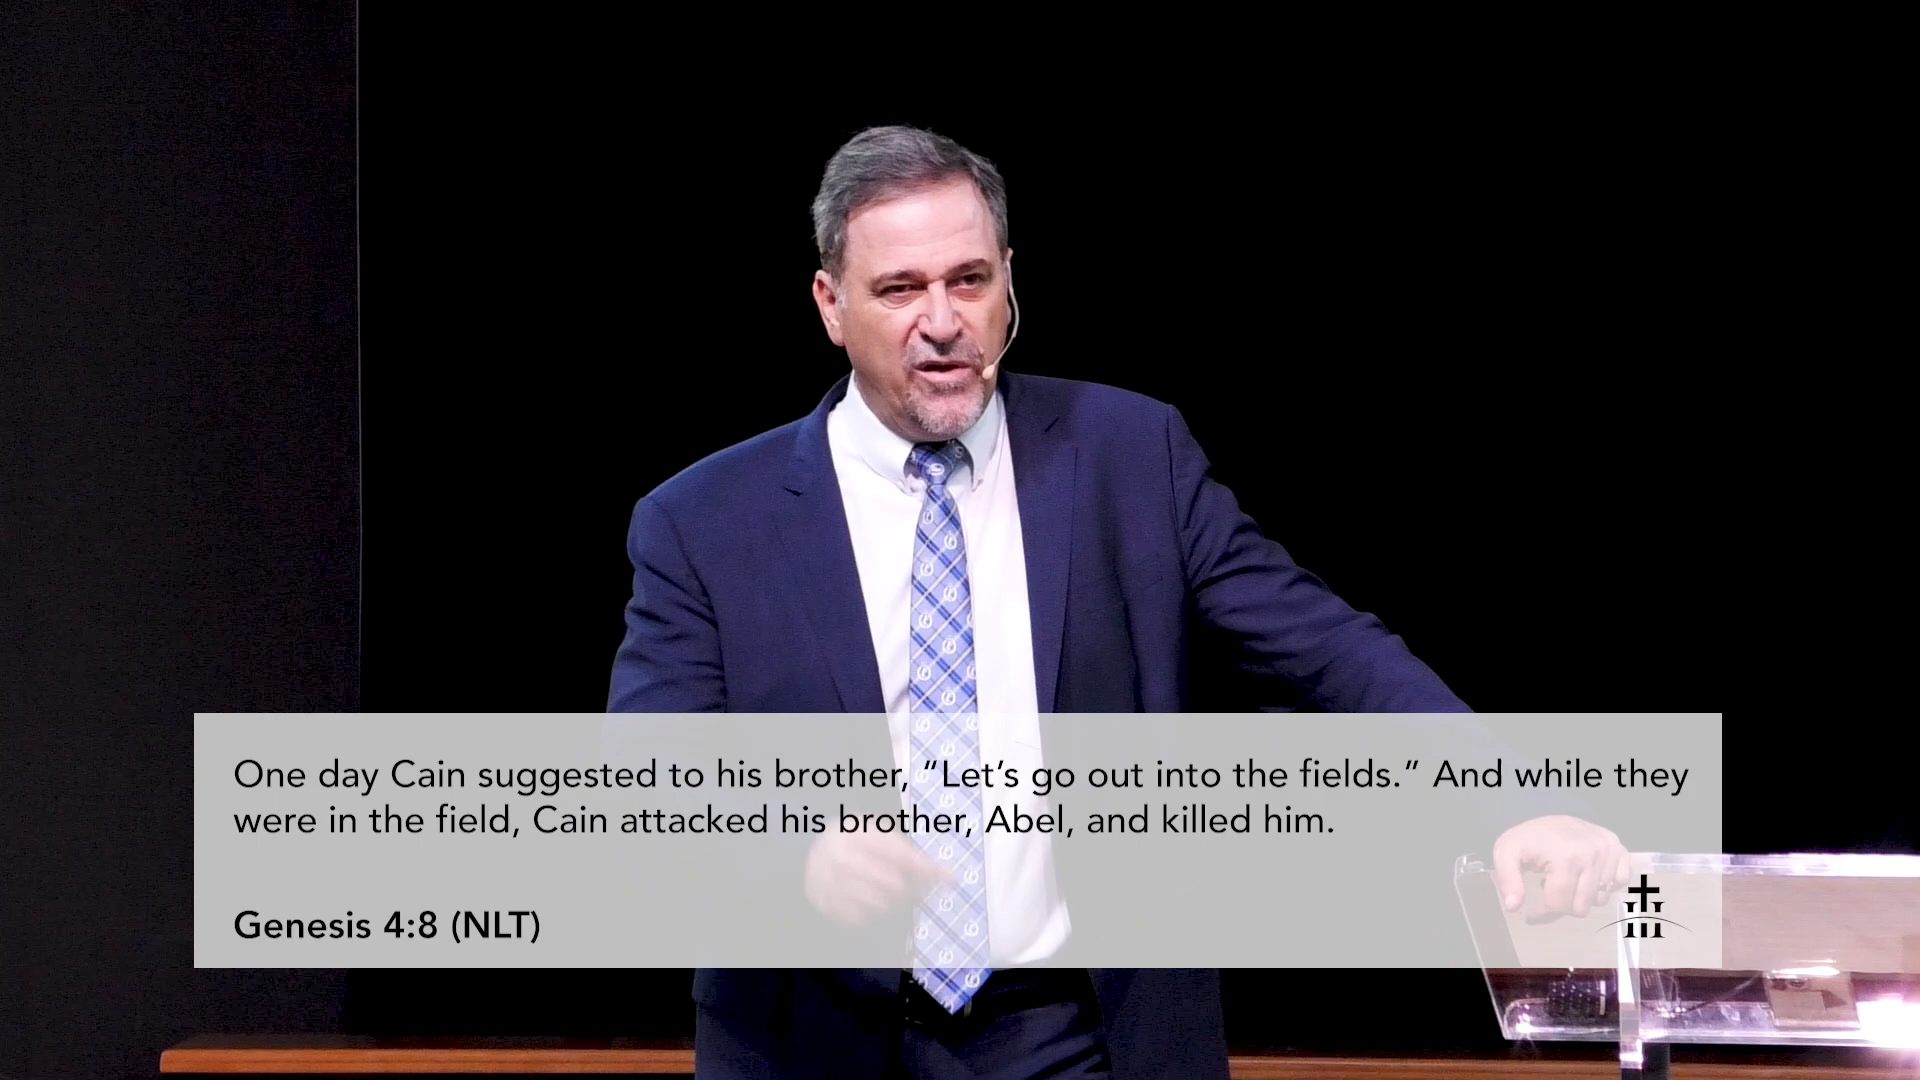 One day Cain suggested to his brother, “Let’s go out into the fields.” And while they
were in the field, Cain attacked his brother, Abel, and killed him.
Genesis 4:8 (NLT)